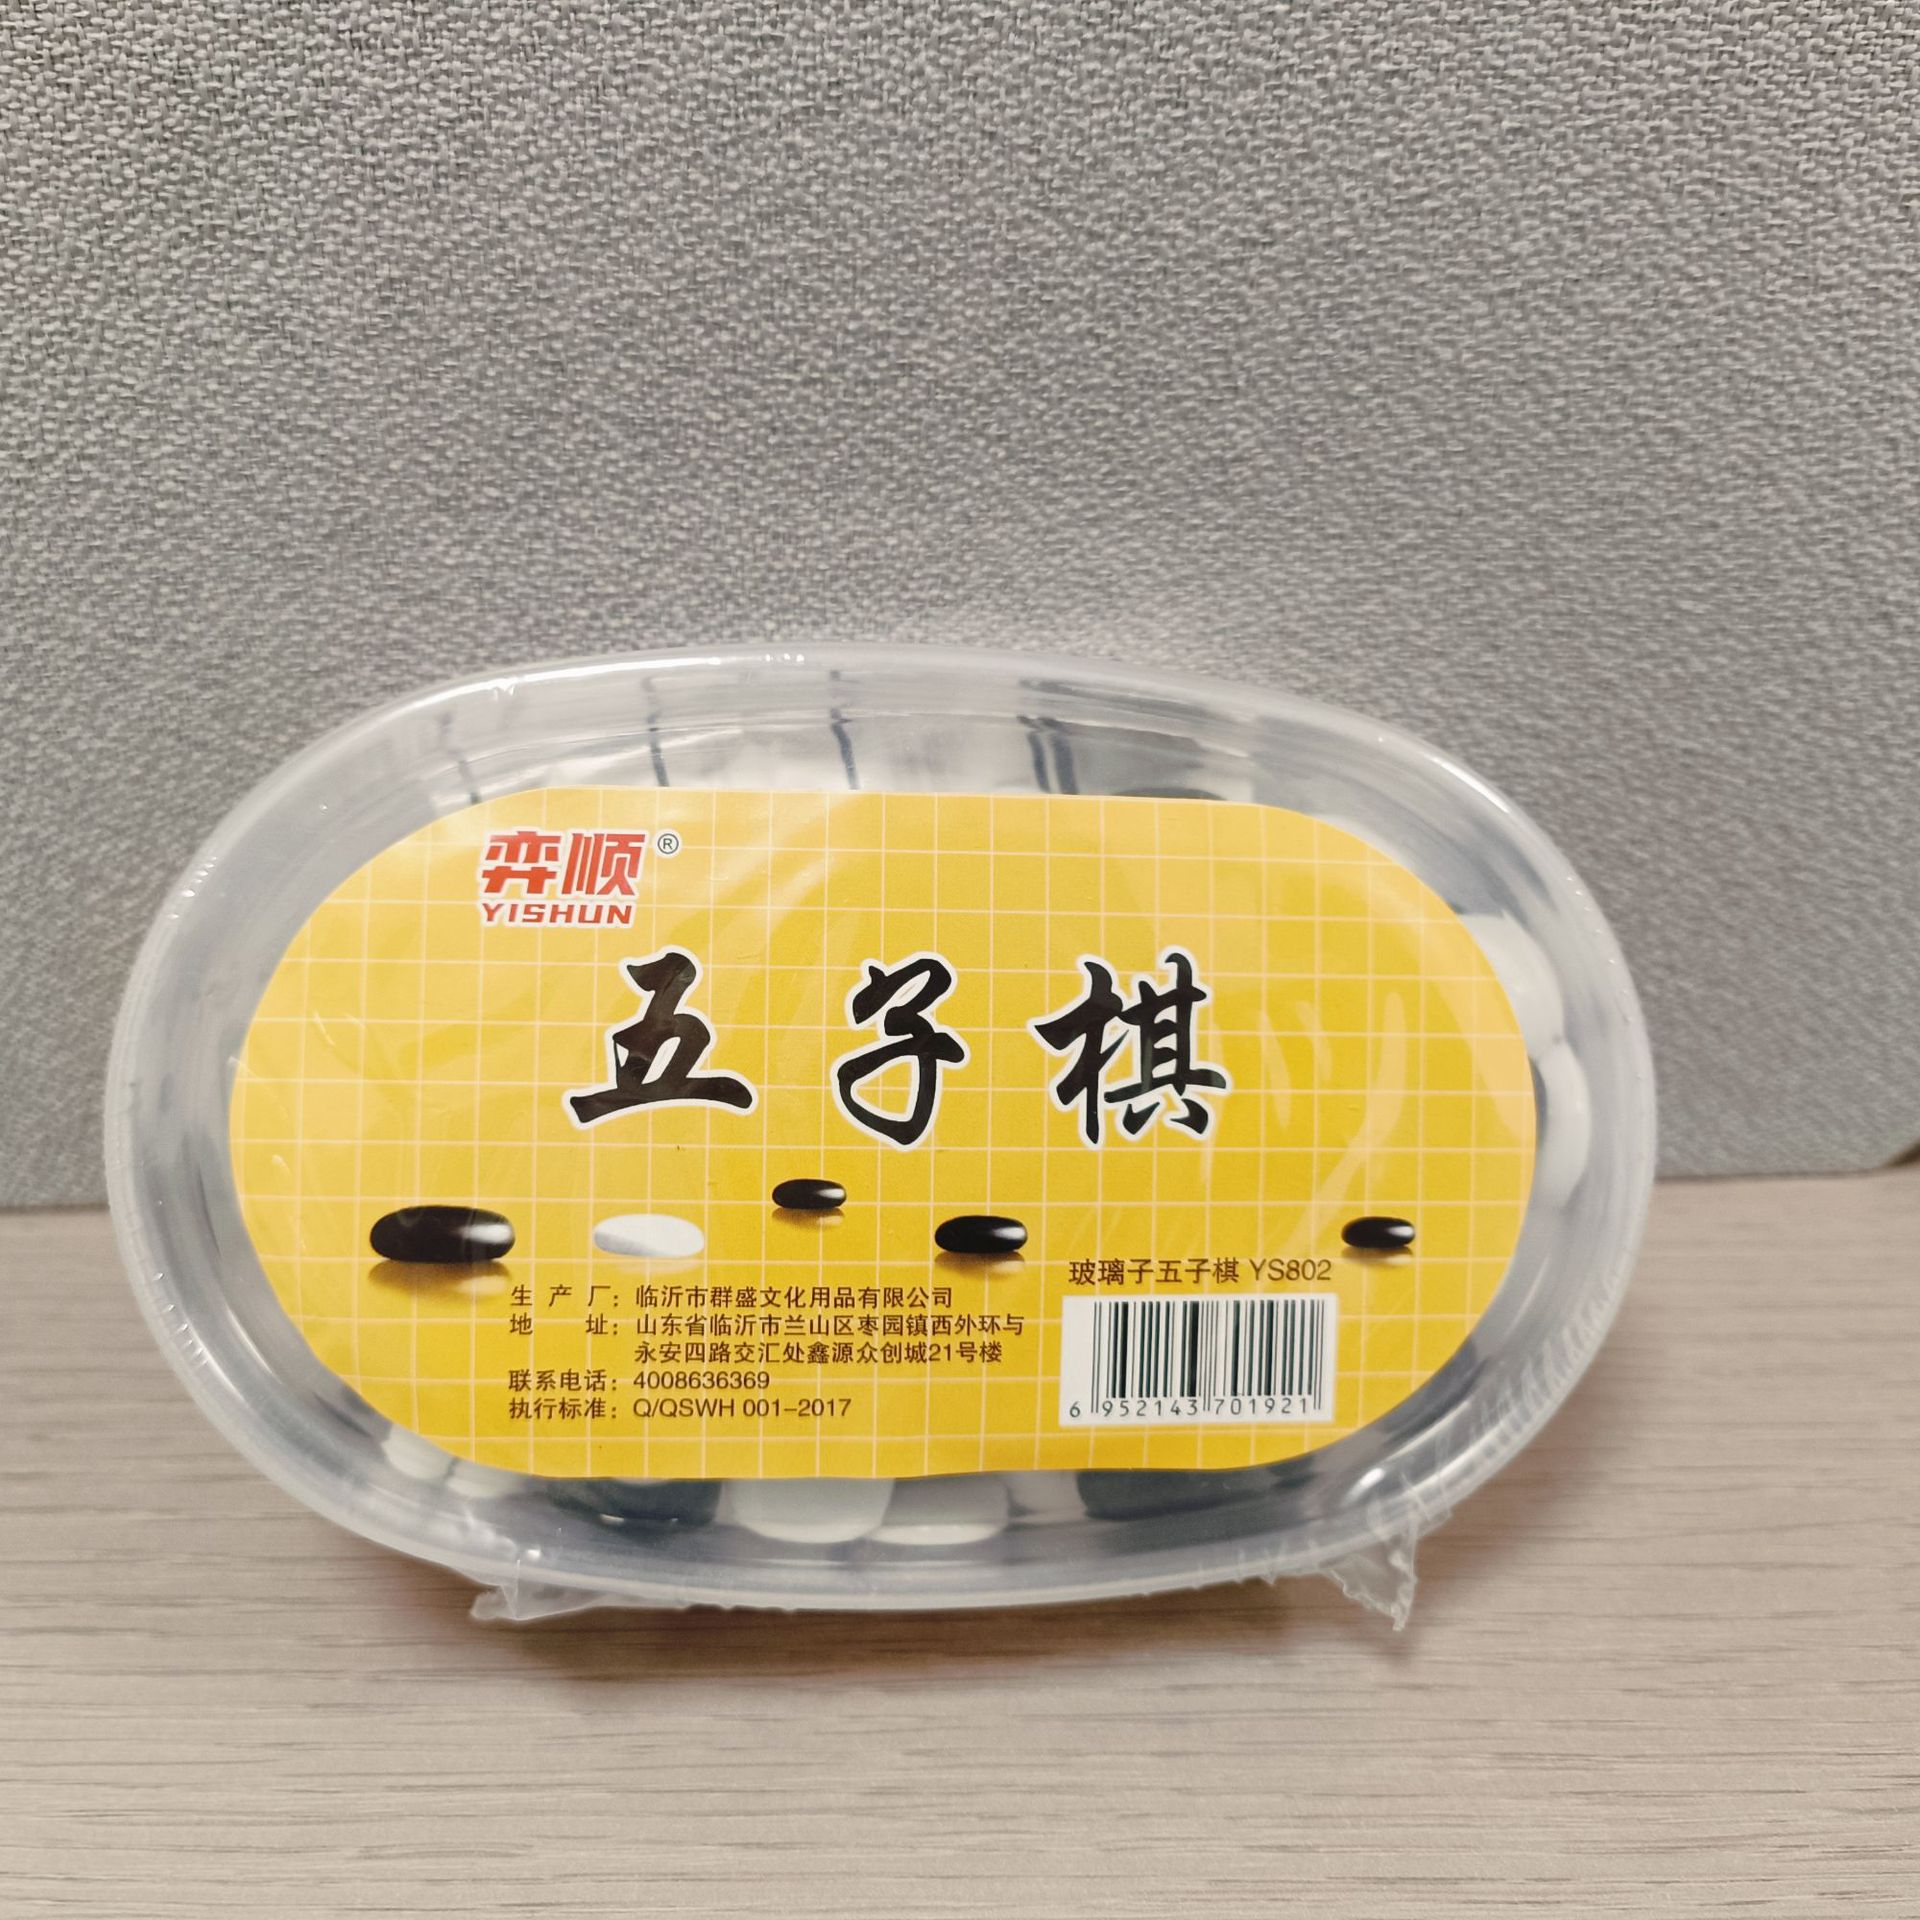 弈顺®
YISHUN
五子棋
玻璃子五子棋 YS802
生产厂：临沂市群盛文化用品有限公司
地址：山东省临沂市兰山区枣园镇西外环与
永安四路交汇处鑫源众创城21号楼
联系电话：4008636369
执行标准：Q/QSWH 001-2017
6 952143 701921